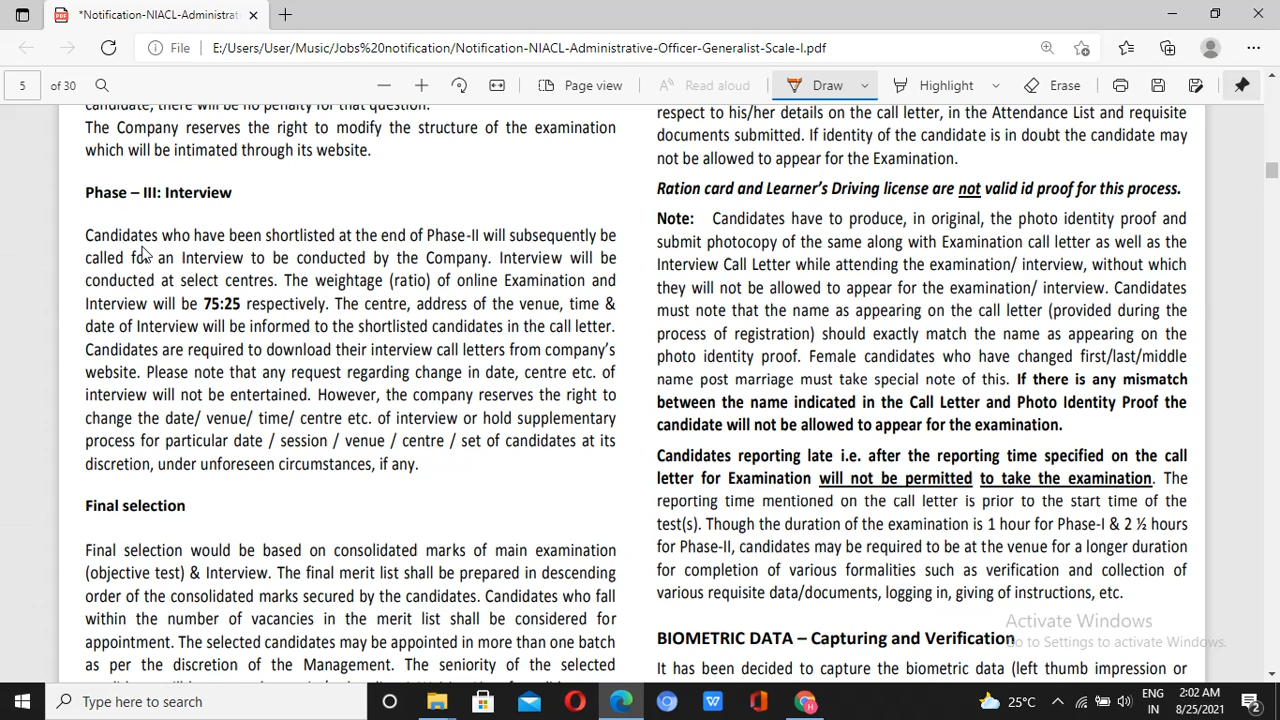 *Notification-NIACL-Administrat
File
E:/Users/User/Music/Jobs%20notification/Notification-NIACL-Administrative-Officer-Generalist-Scale-I.pdf
5 of 30
Page view
Read aloud
Draw
Highlight
Erase
candidate, there will be no penalty for that question.
The Company reserves the right to modify the structure of the examination
which will be intimated through its website.
Phase – III: Interview
Candidates who have been shortlisted at the end of Phase-II will subsequently be
called for an Interview to be conducted by the Company. Interview will be
conducted at select centres. The weightage (ratio) of online Examination and
Interview will be 75:25 respectively. The centre, address of the venue, time &
date of Interview will be informed to the shortlisted candidates in the call letter.
Candidates are required to download their interview call letters from company's
website. Please note that any request regarding change in date, centre etc. of
interview will not be entertained. However, the company reserves the right to
change the date/ venue/ time/ centre etc. of interview or hold supplementary
process for particular date / session / venue / centre / set of candidates at its
discretion, under unforeseen circumstances, if any.
Final selection
Final selection would be based on consolidated marks of main examination
(objective test) & Interview. The final merit list shall be prepared in descending
order of the consolidated marks secured by the candidates. Candidates who fall
within the number of vacancies in the merit list shall be considered for
appointment. The selected candidates may be appointed in more than one batch
as per the discretion of the Management. The seniority of the selected
respect to his/her details on the call letter, in the Attendance List and requisite
documents submitted. If identity of the candidate is in doubt the candidate may
not be allowed to appear for the Examination.
Ration card and Learner's Driving license are not valid id proof for this process.
Note: Candidates have to produce, in original, the photo identity proof and
submit photocopy of the same along with Examination call letter as well as the
Interview Call Letter while attending the examination/ interview, without which
they will not be allowed to appear for the examination/ interview. Candidates
must note that the name as appearing on the call letter (provided during the
process of registration) should exactly match the name as appearing on the
photo identity proof. Female candidates who have changed first/last/middle
name post marriage must take special note of this. If there is any mismatch
between the name indicated in the Call Letter and Photo Identity Proof the
candidate will not be allowed to appear for the examination.
Candidates reporting late i.e. after the reporting time specified on the call
letter for Examination will not be permitted to take the examination. The
reporting time mentioned on the call letter is prior to the start time of the
test(s). Though the duration of the examination is 1 hour for Phase-I & 2 ½ hours
for Phase-II, candidates may be required to be at the venue for a longer duration
for completion of various formalities such as verification and collection of
various requisite data/documents, logging in, giving of instructions, etc.
BIOMETRIC DATA – Capturing and Verification
It has been decided to capture the biometric data (left thumb impression or
Activate Windows
Go to Settings to activate Windows.
Type here to search
25°C
ENG
IN
2:02 AM
8/25/2021
2